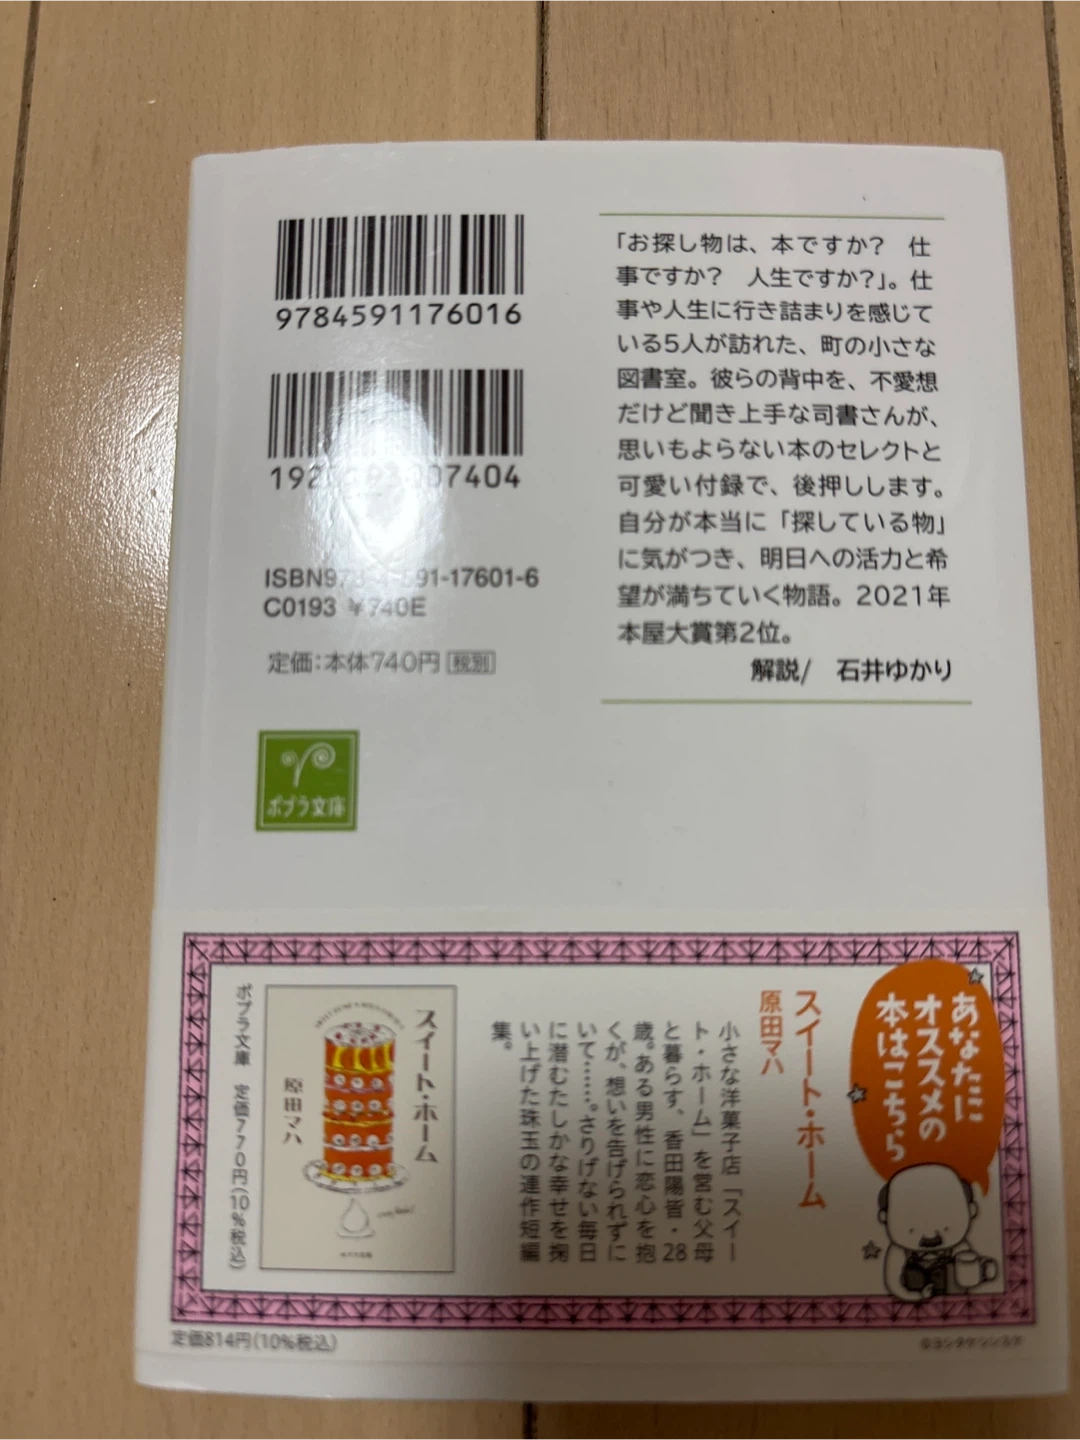 9784591176016
「お探し物は、本ですか?　仕
事ですか?　人生ですか?」。仕
事や人生に行き詰まりを感じて
いる5人が訪れた、町の小さな
図書室。彼らの背中を、不愛想
だけど聞き上手な司書さんが、
思いもよらない本のセレクトと
可愛い付録で、後押しします。
自分が本当に「探している物」
に気がつき、明日への活力と希
望が満ちていく物語。2021年
本屋大賞第2位。
解説/　石井ゆかり
ISBN978-4-591-17601-6
C0193 ￥740E
定価:本体740円 税別
ポプラ文庫
あなたに
オススメの
本はこちら
スイート・ホーム
原田マハ
小さな洋菓子店「スイー
ト・ホーム」を営む父母
と暮らす、香田陽皆・28
歳。ある男性に恋心を抱
くが、想いを告げられずに
いて……。さりげない毎日
に潜むたしかな幸せを掬
い上げた珠玉の連作短編
集。
スイート・ホーム
原田マハ
ポプラ文庫　定価770円(10%税込)
定価814円(10%税込)
©ヨシタケシンスケ